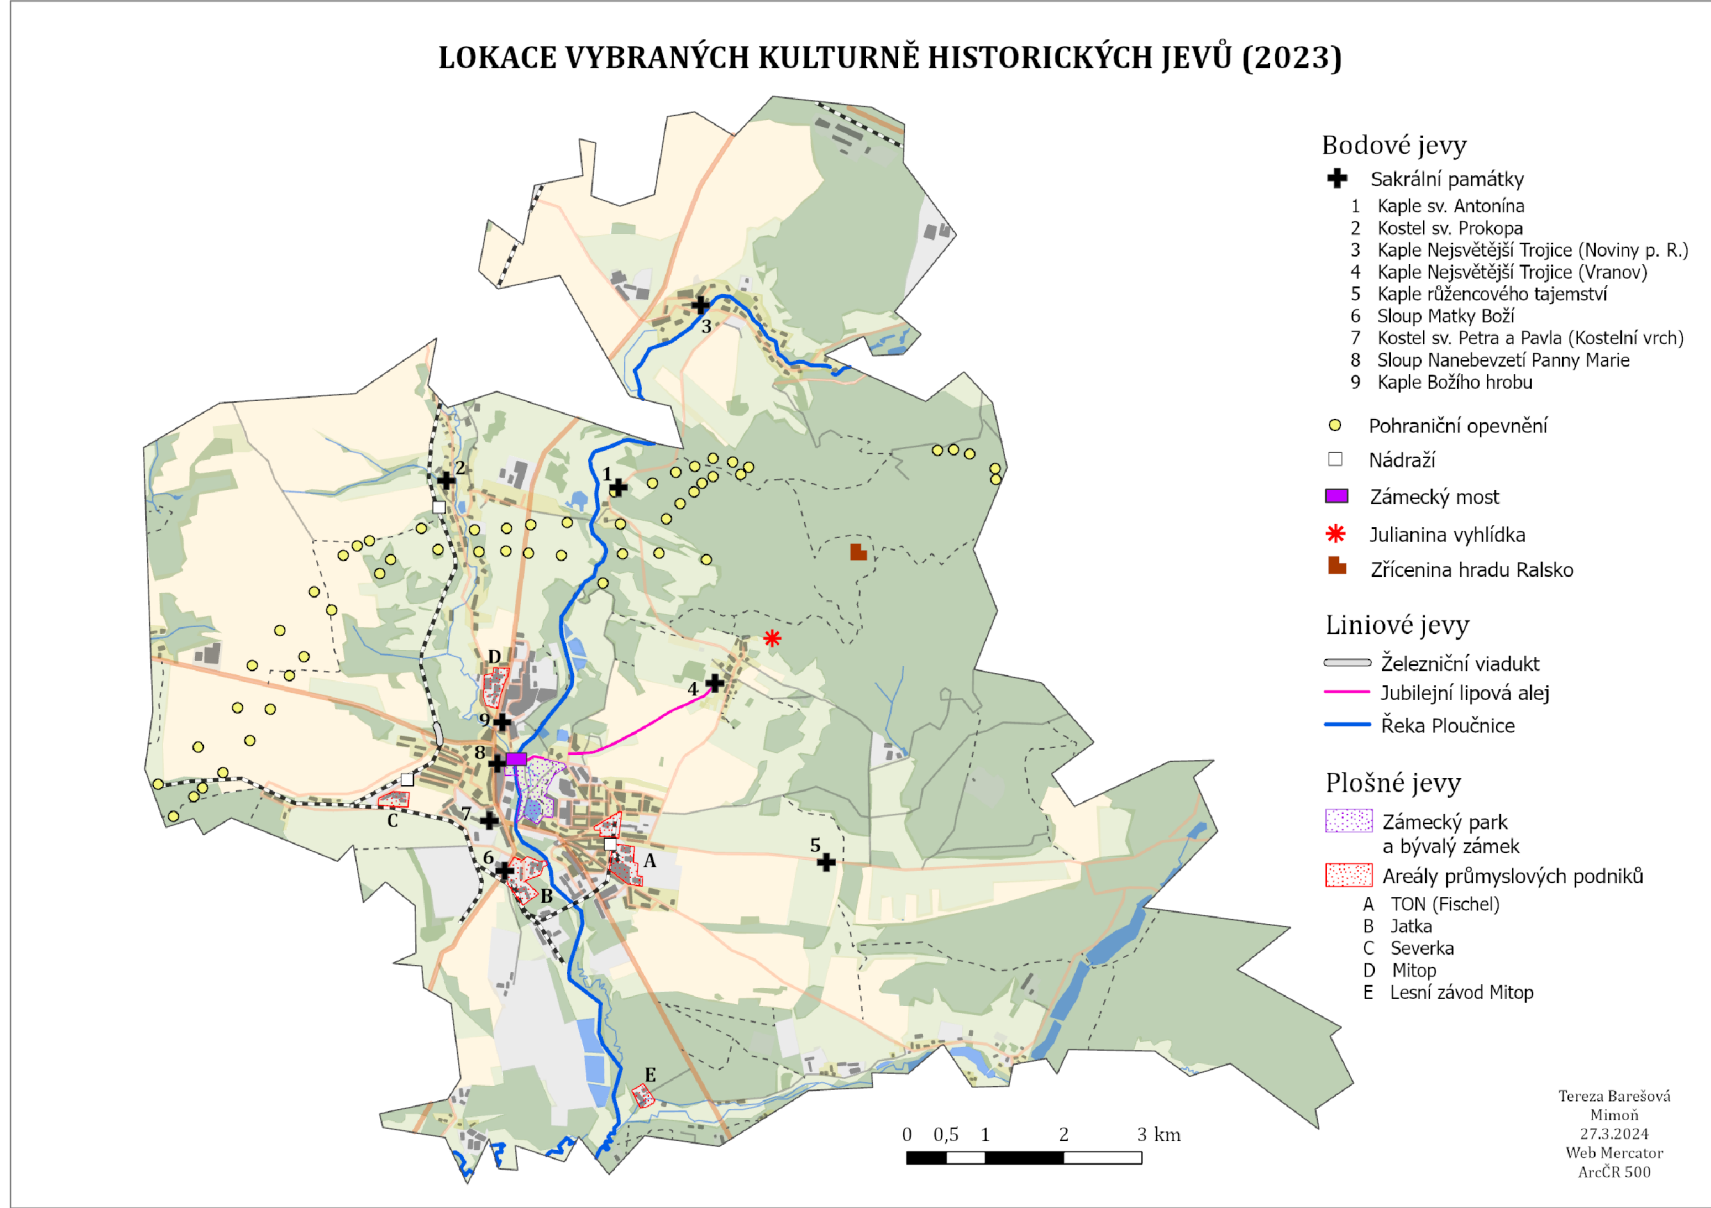 LOKACE VYBRANÝCH KULTURNĚ HISTORICKÝCH JEVŮ (2023)
Bodové jevy
Sakrální památky
1 Kaple sv. Antonína
2 Kostel sv. Prokopa
3 Kaple Nejsvětější Trojice (Noviny p. R.)
4 Kaple Nejsvětější Trojice (Vranov)
5 Kaple růžencového tajemství
6 Sloup Matky Boží
7 Kostel sv. Petra a Pavla (Kostelní vrch)
8 Sloup Nanebevzetí Panny Marie
9 Kaple Božího hrobu
Pohraniční opevnění
Nádraží
Zámecký most
Julianina vyhlídka
Zřícenina hradu Ralsko
Liniové jevy
Železniční viadukt
Jubilejní lipová alej
Řeka Ploučnice
Plošné jevy
Zámecký park
a bývalý zámek
Areály průmyslových podniků
A TON (Fischel)
B Jatka
C Severka
D Mitop
E Lesní závod Mitop
3
2
1
D
4
9
8
C
7
5
6
A
B
E
0 0,5 1 2 3 km
Tereza Barešová
Mimoň
27.3.2024
Web Mercator
ArcČR 500